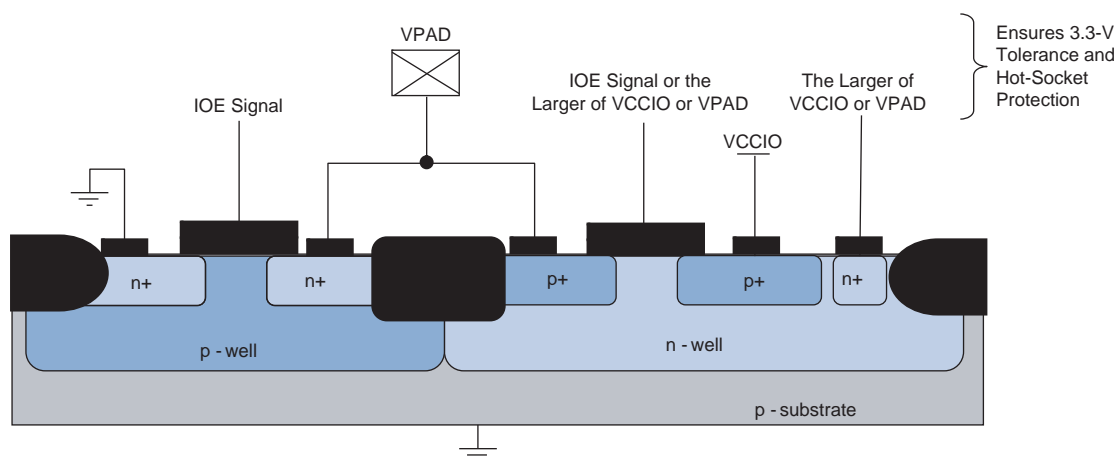 VPAD
IOE Signal
IOE Signal or the
Larger of VCCIO or VPAD
The Larger of
VCCIO or VPAD
Ensures 3.3-V
Tolerance and
Hot-Socket
Protection
VCCIO
n+
n+
p+
p+
n+
p - well
n - well
p - substrate